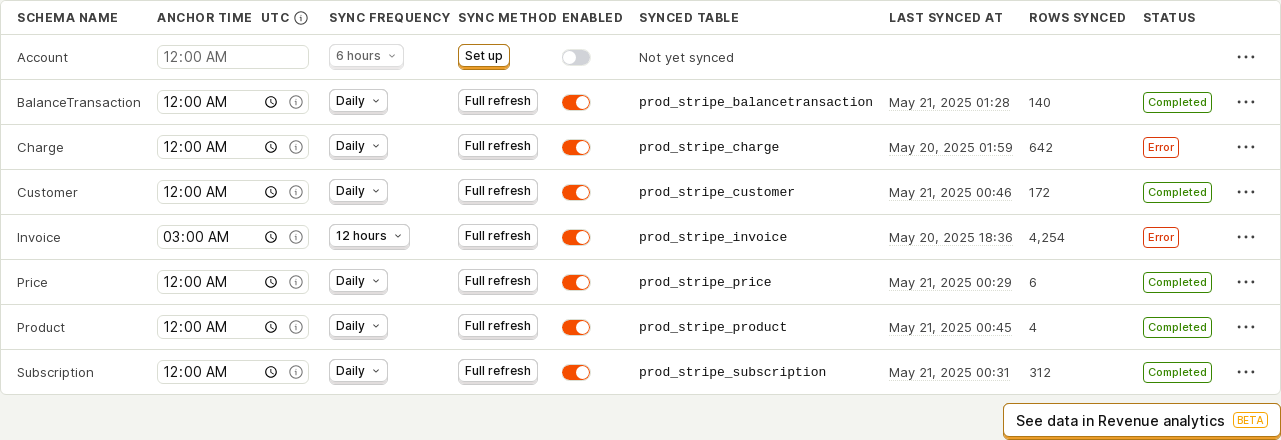 SCHEMA NAME ANCHOR TIME UTC SYNC FREQUENCY SYNC METHOD ENABLED SYNCED TABLE LAST SYNCED AT ROWS SYNCED STATUS
Account 12:00 AM 6 hours Set up Not yet synced
BalanceTransaction 12:00 AM Daily Full refresh prod_stripe_balancetransaction May 21, 2025 01:28 140 Completed
Charge 12:00 AM Daily Full refresh prod_stripe_charge May 20, 2025 01:59 642 Error
Customer 12:00 AM Daily Full refresh prod_stripe_customer May 21, 2025 00:46 172 Completed
Invoice 03:00 AM 12 hours Full refresh prod_stripe_invoice May 20, 2025 18:36 4,254 Error
Price 12:00 AM Daily Full refresh prod_stripe_price May 21, 2025 00:29 6 Completed
Product 12:00 AM Daily Full refresh prod_stripe_product May 21, 2025 00:45 4 Completed
Subscription 12:00 AM Daily Full refresh prod_stripe_subscription May 21, 2025 00:31 312 Completed
See data in Revenue analytics BETA